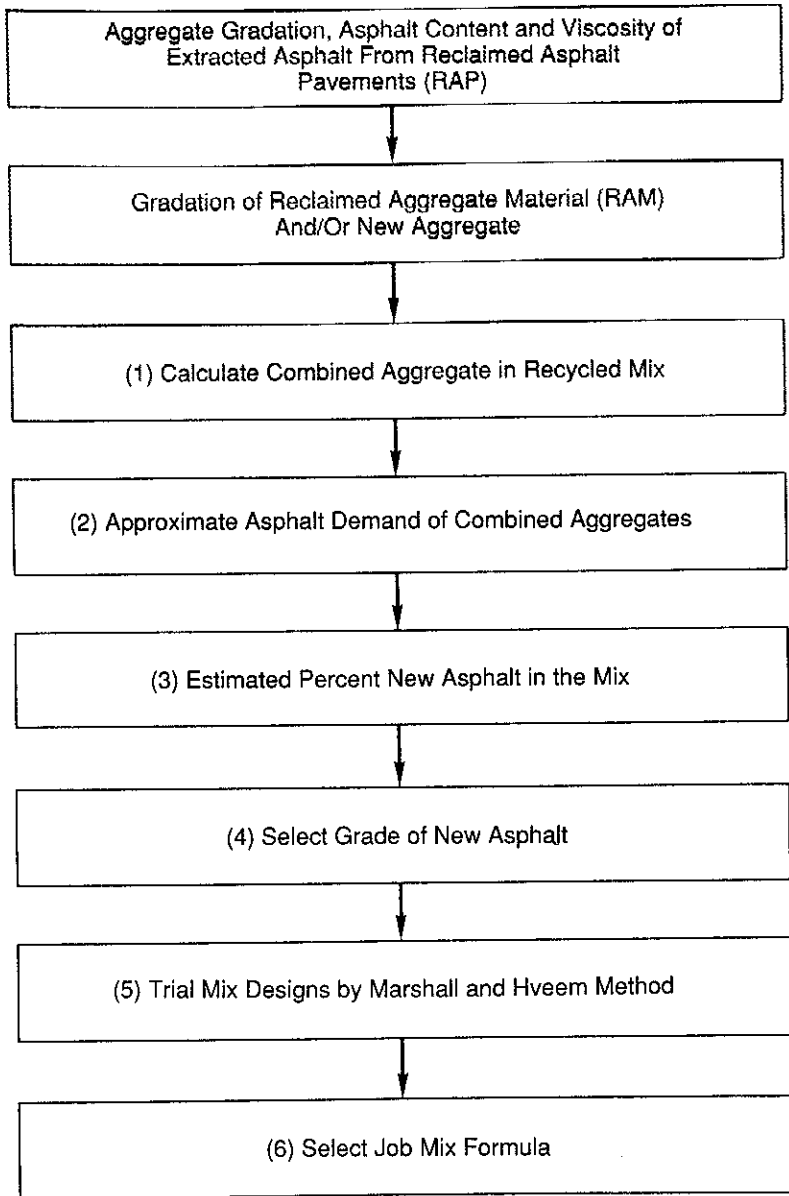 Aggregate Gradation, Asphalt Content and Viscosity of
Extracted Asphalt From Reclaimed Asphalt
Pavements (RAP)
Gradation of Reclaimed Aggregate Material (RAM)
And/Or New Aggregate
(1) Calculate Combined Aggregate in Recycled Mix
(2) Approximate Asphalt Demand of Combined Aggregates
(3) Estimated Percent New Asphalt in the Mix
(4) Select Grade of New Asphalt
(5) Trial Mix Designs by Marshall and Hveem Method
(6) Select Job Mix Formula